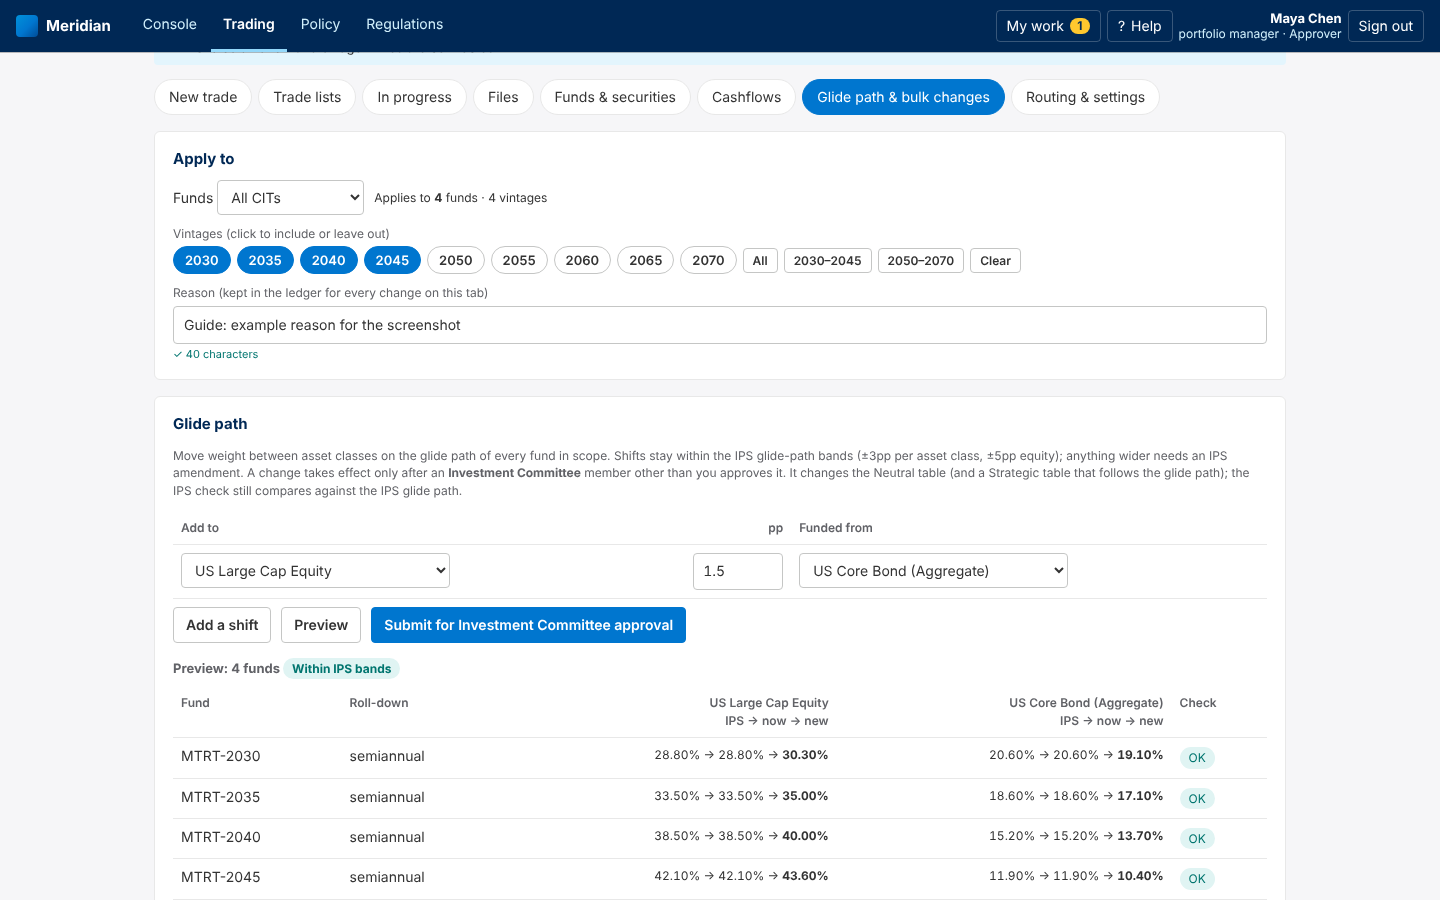 Meridian
Console
Trading
Policy
Regulations
My work 1
? Help
Maya Chen
portfolio manager · Approver
Sign out
New trade
Trade lists
In progress
Files
Funds & securities
Cashflows
Glide path & bulk changes
Routing & settings
Apply to
Funds All CITs Applies to 4 funds · 4 vintages
Vintages (click to include or leave out)
2030 2035 2040 2045 2050 2055 2060 2065 2070 All 2030–2045 2050–2070 Clear
Reason (kept in the ledger for every change on this tab)
Guide: example reason for the screenshot
✓ 40 characters
Glide path
Move weight between asset classes on the glide path of every fund in scope. Shifts stay within the IPS glide-path bands (±3pp per asset class, ±5pp equity); anything wider needs an IPS
amendment. A change takes effect only after an Investment Committee member other than you approves it. It changes the Neutral table (and a Strategic table that follows the glide path); the
IPS check still compares against the IPS glide path.
Add to pp Funded from
US Large Cap Equity 1.5 US Core Bond (Aggregate)
Add a shift Preview Submit for Investment Committee approval
Preview: 4 funds Within IPS bands
Fund Roll-down US Large Cap Equity US Core Bond (Aggregate) Check
IPS → now → new IPS → now → new
MTRT-2030 semiannual 28.80% → 28.80% → 30.30% 20.60% → 20.60% → 19.10% OK
MTRT-2035 semiannual 33.50% → 33.50% → 35.00% 18.60% → 18.60% → 17.10% OK
MTRT-2040 semiannual 38.50% → 38.50% → 40.00% 15.20% → 15.20% → 13.70% OK
MTRT-2045 semiannual 42.10% → 42.10% → 43.60% 11.90% → 11.90% → 10.40% OK